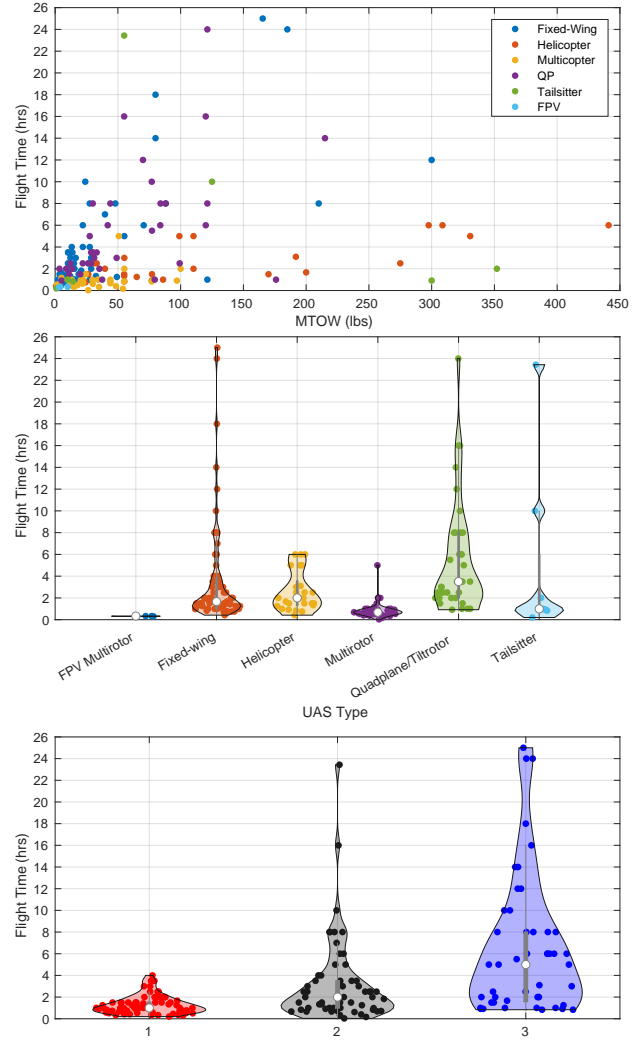 26
24
22
20
18
16
14
12
10
8
6
4
2
0
Flight Time (hrs)
Fixed-Wing
Helicopter
Multicopter
QP
Tailsitter
FPV
0 50 100 150 200 250 300 350 400 450
MTOW (lbs)
26
24
22
20
18
16
14
12
10
8
6
4
2
0
Flight Time (hrs)
FPV Multirotor
Fixed-wing
Helicopter
Multirotor
Quadplane/Tiltrotor
Tailsitter
UAS Type
26
24
22
20
18
16
14
12
10
8
6
4
2
0
Flight Time (hrs)
1 2 3